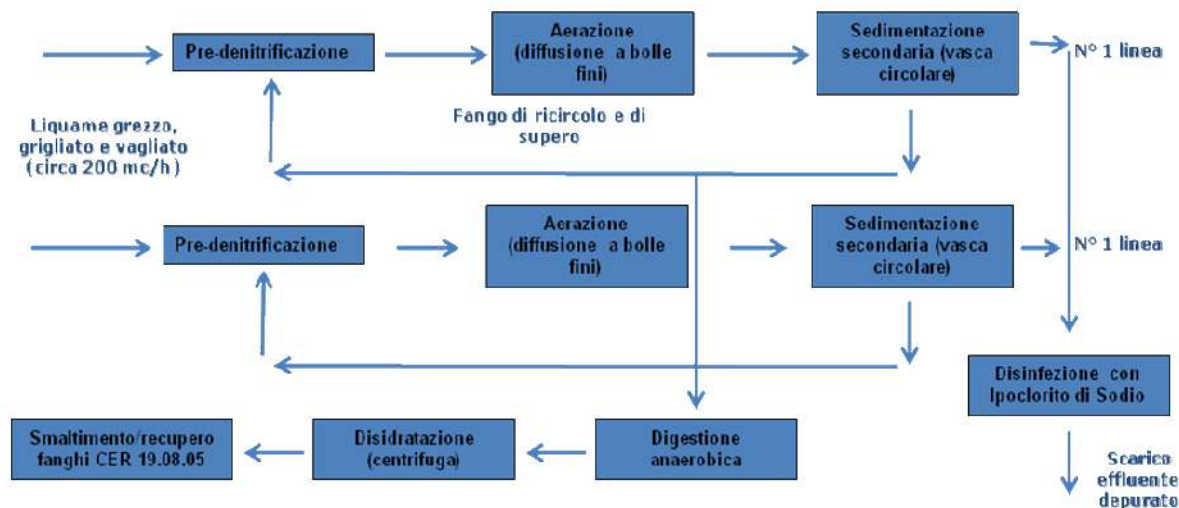 Pre-denitrificazione
Aerazione
(diffusione a bolle
fini)
Sedimentazione
secondaria (vasca
circolare)
N° 1 linea
Liquame grezzo,
grigliato e vagliato
(circa 200 mc/h)
Fango di ricircolo e di
supero
Pre-denitrificazione
Aerazione
(diffusione a bolle
fini)
Sedimentazione
secondaria (vasca
circolare)
N° 1 linea
Disinfezione con
Ipoclorito di Sodio
Smaltimento/recupero
fanghi CER 19.08.05
Disidratazione
(centrifuga)
Digestione
anaerobica
Scarico
effluente
depurato